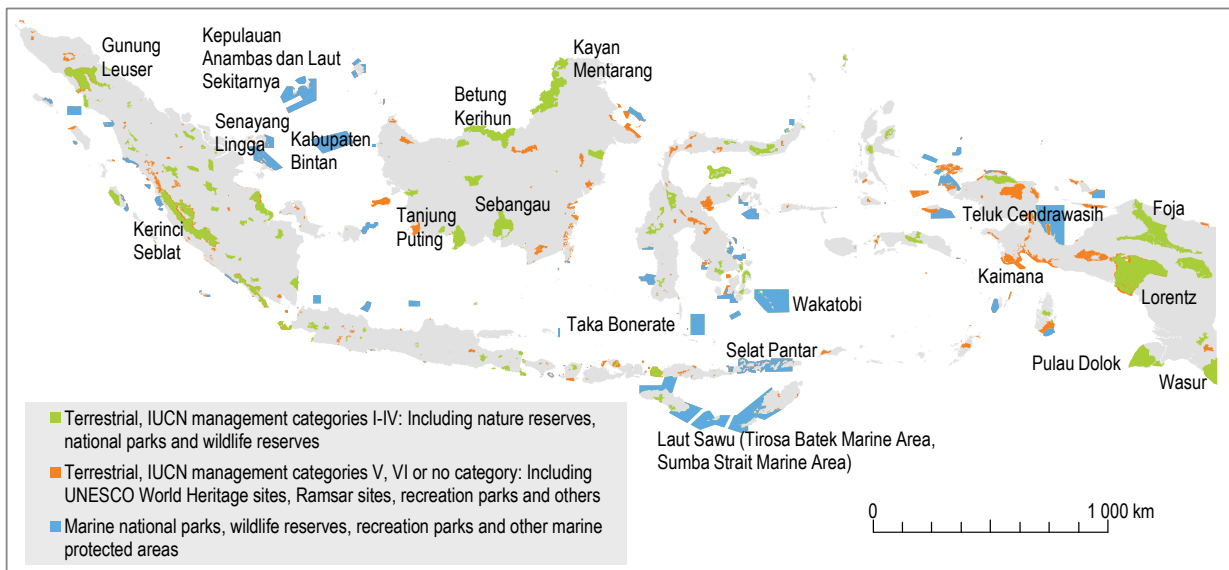 Gunung
Leuser
Kepulauan
Anambas dan Laut
Sekitarnya
Kayan
Mentarang
Betung
Kerihun
Senayang
Lingga
Kabupaten
Bintan
Kerinci
Seblat
Tanjung
Puting
Sebangau
Teluk Cendrawasih
Foja
Kaimana
Lorentz
Wakatobi
Taka Bonerate
Selat Pantar
Pulau Dolok
Wasur
Laut Sawu (Tirosa Batek Marine Area,
Sumba Strait Marine Area)
Terrestrial, IUCN management categories I-IV: Including nature reserves,
national parks and wildlife reserves
Terrestrial, IUCN management categories V, VI or no category: Including
UNESCO World Heritage sites, Ramsar sites, recreation parks and others
Marine national parks, wildlife reserves, recreation parks and other marine
protected areas
0 1 000 km